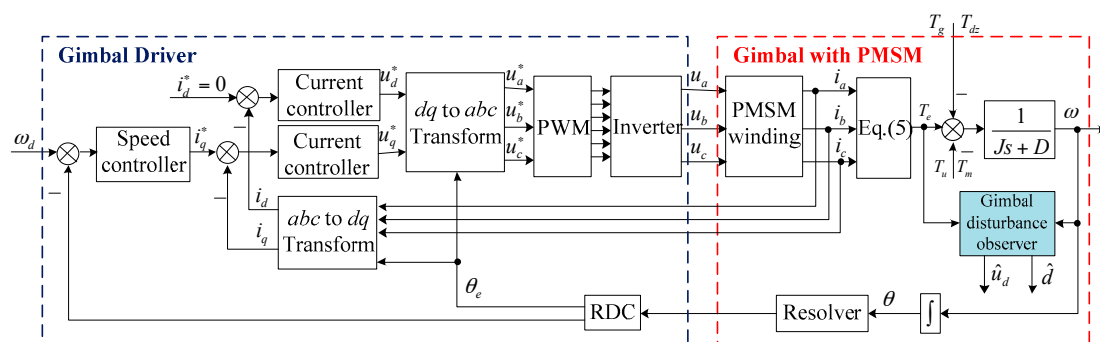 Gimbal Driver
Gimbal with PMSM
T_g
T_{dz}
i_d^* = 0
Current
controller
u_d^*
dq to abc
Transform
u_a^*
u_b^*
u_c^*
PWM
Inverter
u_a
u_b
u_c
PMSM
winding
i_a
i_b
i_c
Eq.(5)
T_e
−
T_u
T_m
−
1
Js + D
ω
ω_d
−
Speed
controller
i_q^*
−
−
Current
controller
u_q^*
i_d
i_q
abc to dq
Transform
θ_e
Gimbal
disturbance
observer
û_d
d̂
RDC
Resolver
θ
∫